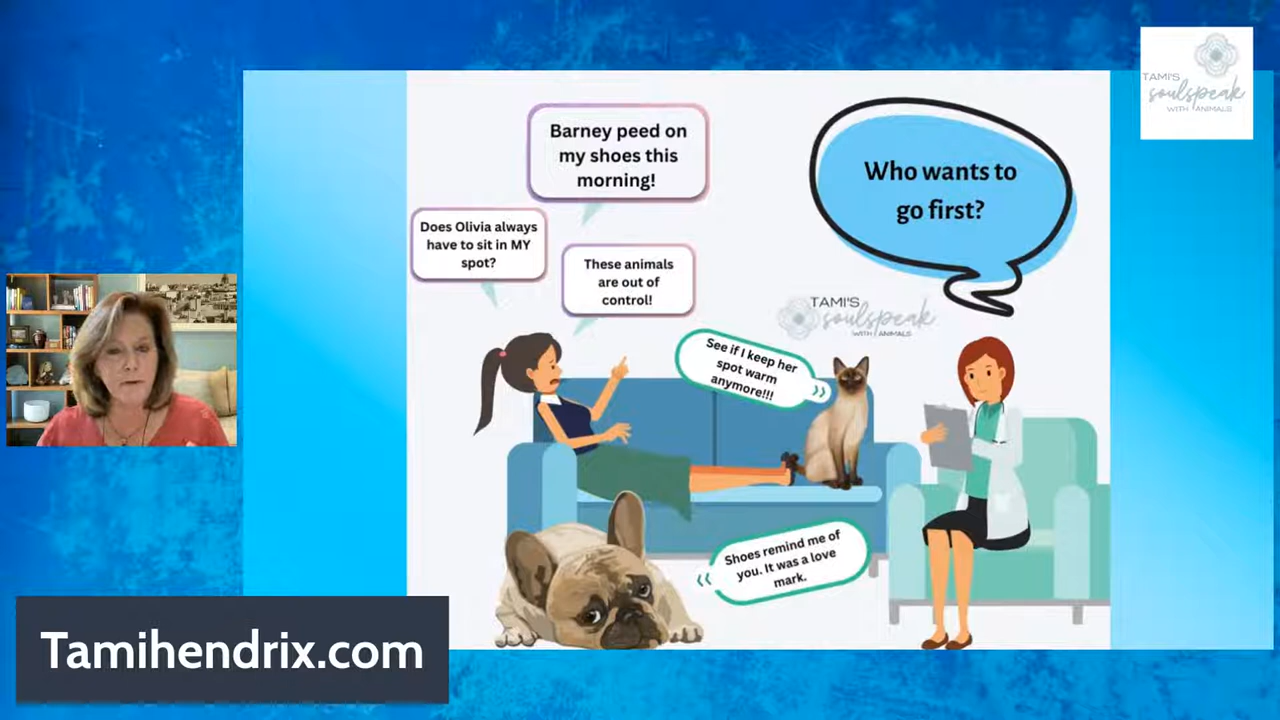 TAMI'S
soulspeak
WITH ANIMALS
Barney peed on
my shoes this
morning!
Who wants to
go first?
Does Olivia always
have to sit in MY
spot?
These animals
are out of
control!
TAMI'S
soulspeak
WITH ANIMALS
See if I keep her
spot warm
anymore!!!
Shoes remind me of
you. It was a love
mark.
Tamihendrix.com